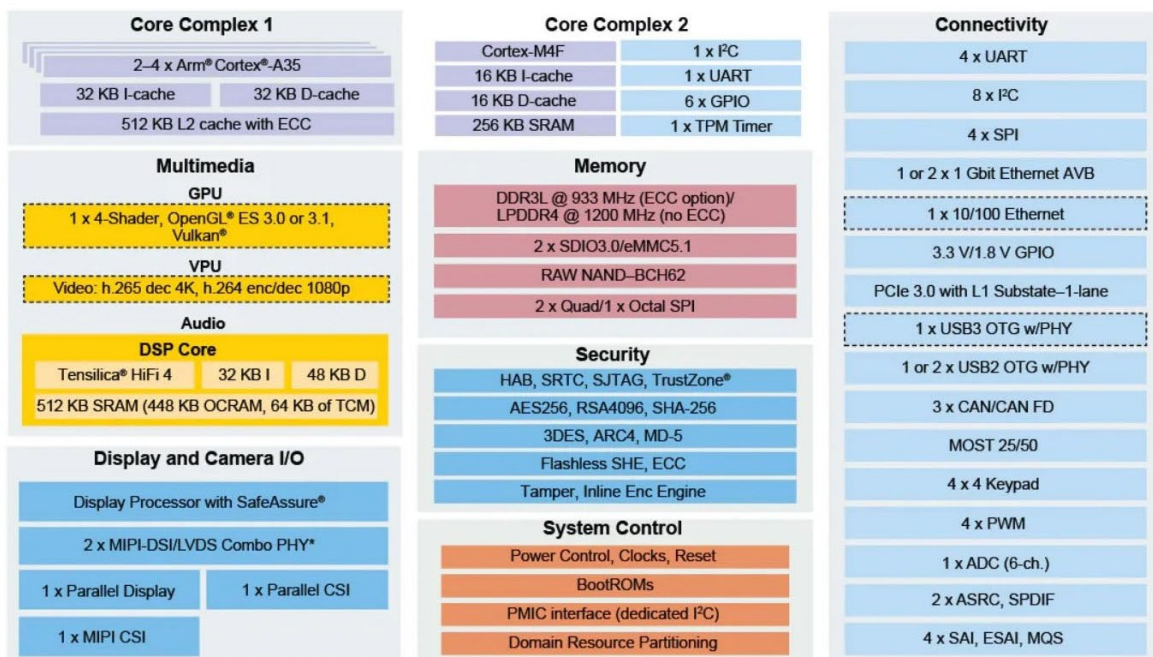 Core Complex 1
2–4 x Arm® Cortex®-A35
32 KB I-cache
32 KB D-cache
512 KB L2 cache with ECC
Multimedia
GPU
1 x 4-Shader, OpenGL® ES 3.0 or 3.1,
Vulkan®
VPU
Video: h.265 dec 4K, h.264 enc/dec 1080p
Audio
DSP Core
Tensilica® HiFi 4
32 KB I
48 KB D
512 KB SRAM (448 KB OCRAM, 64 KB of TCM)
Display and Camera I/O
Display Processor with SafeAssure®
2 x MIPI-DSI/LVDS Combo PHY*
1 x Parallel Display
1 x Parallel CSI
1 x MIPI CSI
Core Complex 2
Cortex-M4F
1 x I²C
16 KB I-cache
1 x UART
16 KB D-cache
6 x GPIO
256 KB SRAM
1 x TPM Timer
Memory
DDR3L @ 933 MHz (ECC option)/
LPDDR4 @ 1200 MHz (no ECC)
2 x SDIO3.0/eMMC5.1
RAW NAND–BCH62
2 x Quad/1 x Octal SPI
Security
HAB, SRTC, SJTAG, TrustZone®
AES256, RSA4096, SHA-256
3DES, ARC4, MD-5
Flashless SHE, ECC
Tamper, Inline Enc Engine
System Control
Power Control, Clocks, Reset
BootROMs
PMIC interface (dedicated I²C)
Domain Resource Partitioning
Connectivity
4 x UART
8 x I²C
4 x SPI
1 or 2 x 1 Gbit Ethernet AVB
1 x 10/100 Ethernet
3.3 V/1.8 V GPIO
PCIe 3.0 with L1 Substate–1-lane
1 x USB3 OTG w/PHY
1 or 2 x USB2 OTG w/PHY
3 x CAN/CAN FD
MOST 25/50
4 x 4 Keypad
4 x PWM
1 x ADC (6-ch.)
2 x ASRC, SPDIF
4 x SAI, ESAI, MQS